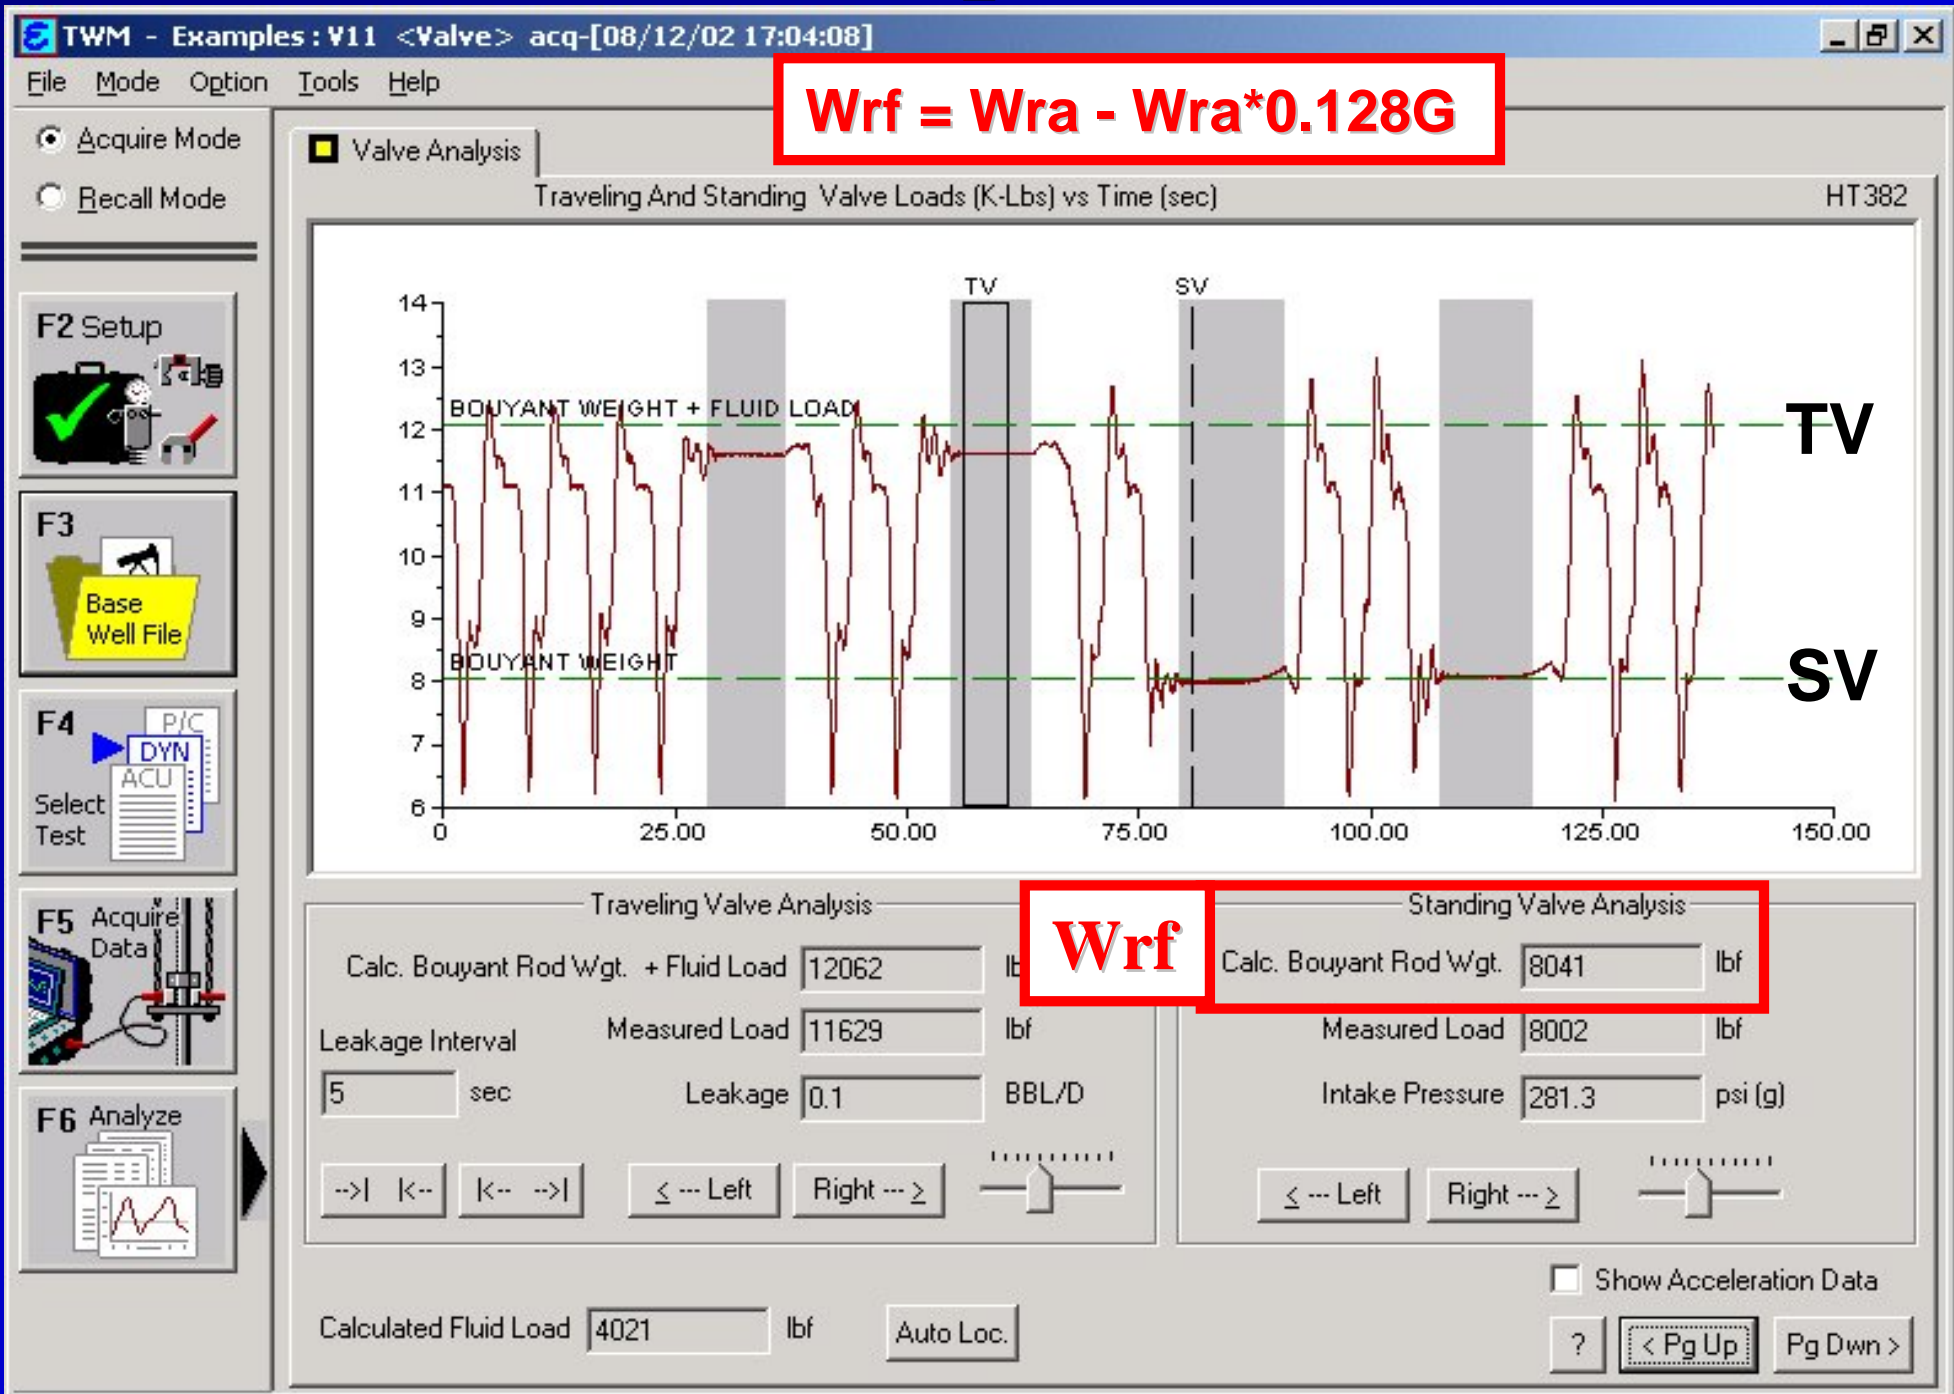 TWM - Examples : V11 <Valve> acq-[08/12/02 17:04:08]
File Mode Option Tools Help
Wrf = Wra - Wra*0.128G
Acquire Mode
Recall Mode
Valve Analysis
Traveling And Standing Valve Loads (K-Lbs) vs Time (sec)
HT382
F2 Setup
F3
Base
Well File
F4
P/C
DYN
ACU
Select
Test
F5 Acquire
Data
F6 Analyze
TV
SV
14
13
12
11
10
9
8
7
6
BOUYANT WEIGHT + FLUID LOAD
BOUYANT WEIGHT
TV
SV
0 25.00 50.00 75.00 100.00 125.00 150.00
Traveling Valve Analysis
Calc. Bouyant Rod Wgt. + Fluid Load 12062 lb
Leakage Interval
5 sec
Measured Load 11629 lbf
Leakage 0.1 BBL/D
-->| |<--
|<-- -->|
< --- Left
Right --- >
Wrf
Standing Valve Analysis
Calc. Bouyant Rod Wgt. 8041 lbf
Measured Load 8002 lbf
Intake Pressure 281.3 psi (g)
< --- Left
Right --- >
Show Acceleration Data
Calculated Fluid Load 4021 lbf
Auto Loc.
?
< Pg Up
Pg Dwn >